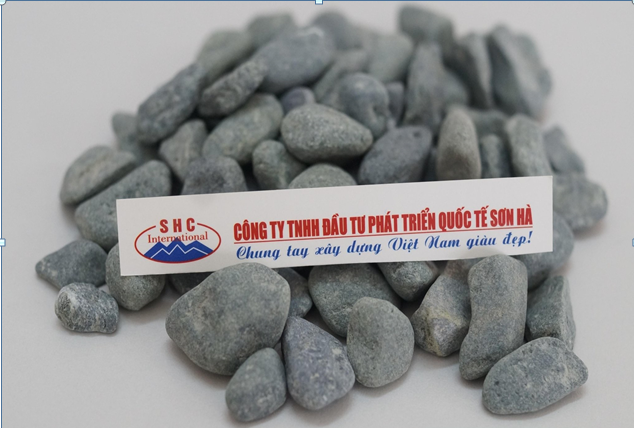 SHC
International
CÔNG TY TNHH ĐẦU TƯ PHÁT TRIỂN QUỐC TẾ SƠN HÀ
Chung tay xây dựng Việt Nam giàu đẹp!